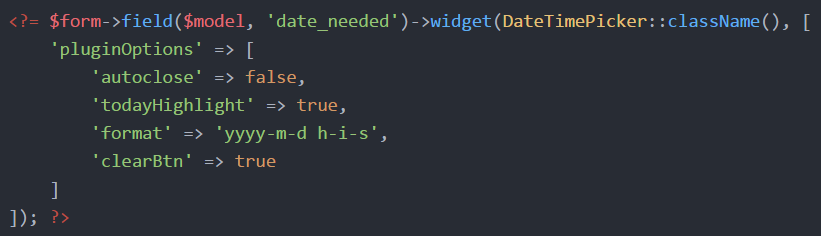 <?= $form->field($model, 'date_needed')->widget(DateTimePicker::className(), [
    'pluginOptions' => [
        'autoclose' => false,
        'todayHighlight' => true,
        'format' => 'yyyy-m-d h-i-s',
        'clearBtn' => true
    ]
]); ?>